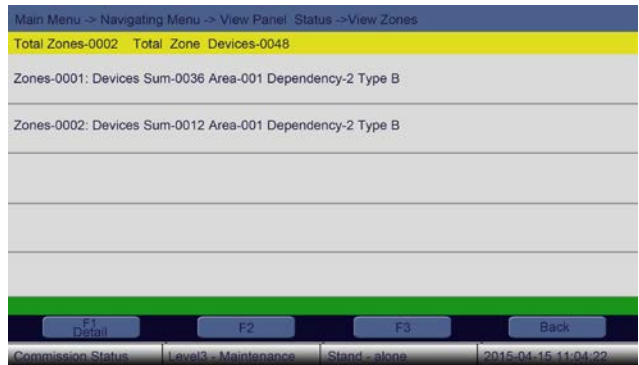 Main Menu -> Navigating Menu -> View Panel Status ->View Zones
Total Zones-0002 Total Zone Devices-0048
Zones-0001: Devices Sum-0036 Area-001 Dependency-2 Type B
Zones-0002: Devices Sum-0012 Area-001 Dependency-2 Type B
F1 F2 F3 Back
Detail
Commission Status Level3 - Maintenance Stand - alone 2015-04-15 11:04:22